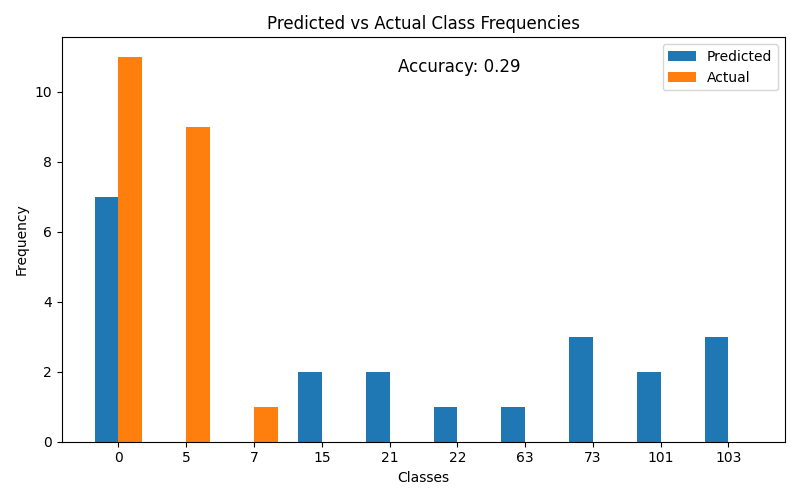 Predicted vs Actual Class Frequencies
Accuracy: 0.29
Predicted
Actual
Frequency
10
8
6
4
2
0
0 5 7 15 21 22 63 73 101 103
Classes